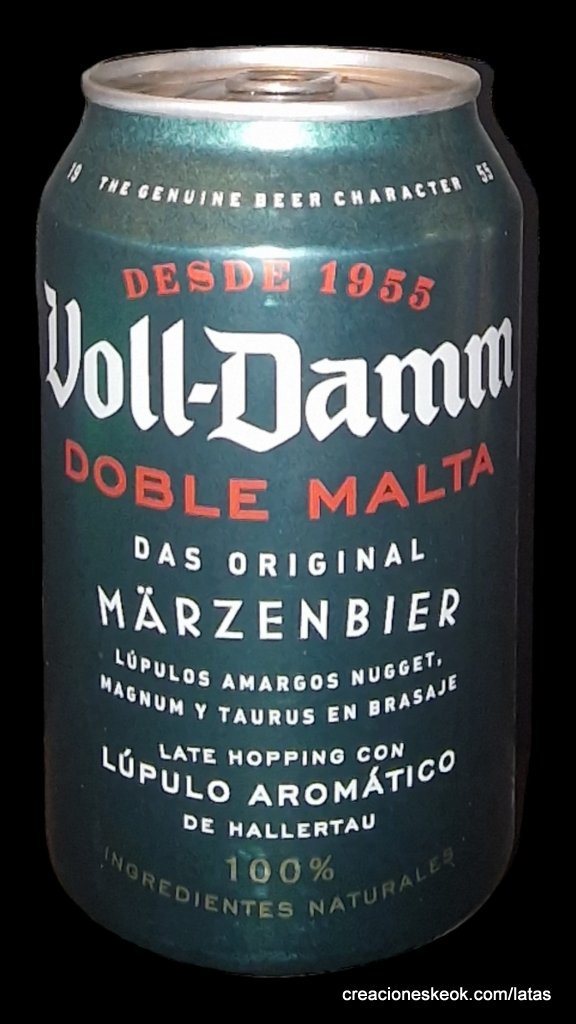 19 THE GENUINE BEER CHARACTER 55
DESDE 1955
Voll-Damm
DOBLE MALTA
DAS ORIGINAL
MÄRZENBIER
LÚPULOS AMARGOS NUGGET,
MAGNUM Y TAURUS EN BRASAJE
LATE HOPPING CON
LÚPULO AROMÁTICO
DE HALLERTAU
100%
INGREDIENTES NATURALES
creacioneskeok.com/latas